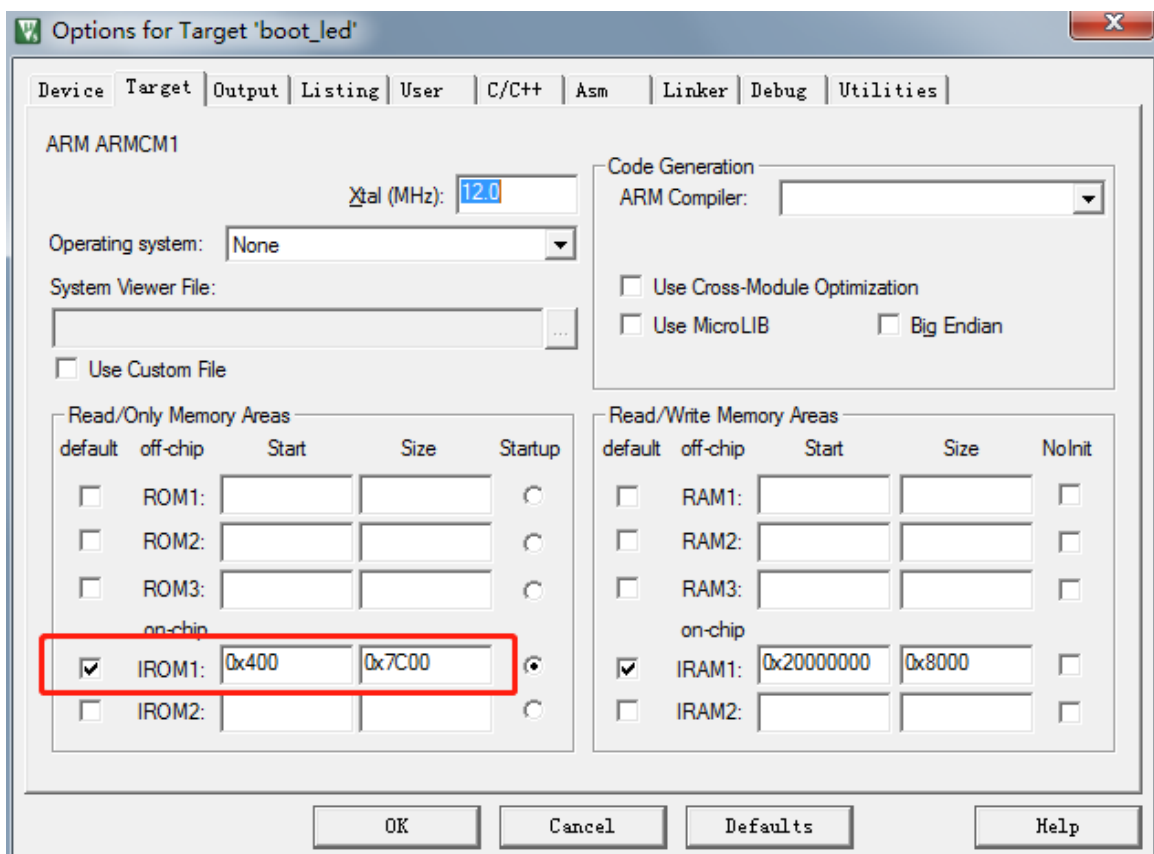 Options for Target 'boot_led'
Device Target Output Listing User C/C++ Asm Linker Debug Utilities
ARM ARMCM1
Xtal (MHz): 12.0
Operating system: None
System Viewer File:
...
Use Custom File
Code Generation
ARM Compiler:
Use Cross-Module Optimization
Use MicroLIB Big Endian
Read/Only Memory Areas
default off-chip Start Size Startup
ROM1:
ROM2:
ROM3:
on-chip
IROM1: 0x400 0x7C00
IROM2:
Read/Write Memory Areas
default off-chip Start Size NoInit
RAM1:
RAM2:
RAM3:
on-chip
IRAM1: 0x20000000 0x8000
IRAM2:
OK Cancel Defaults Help